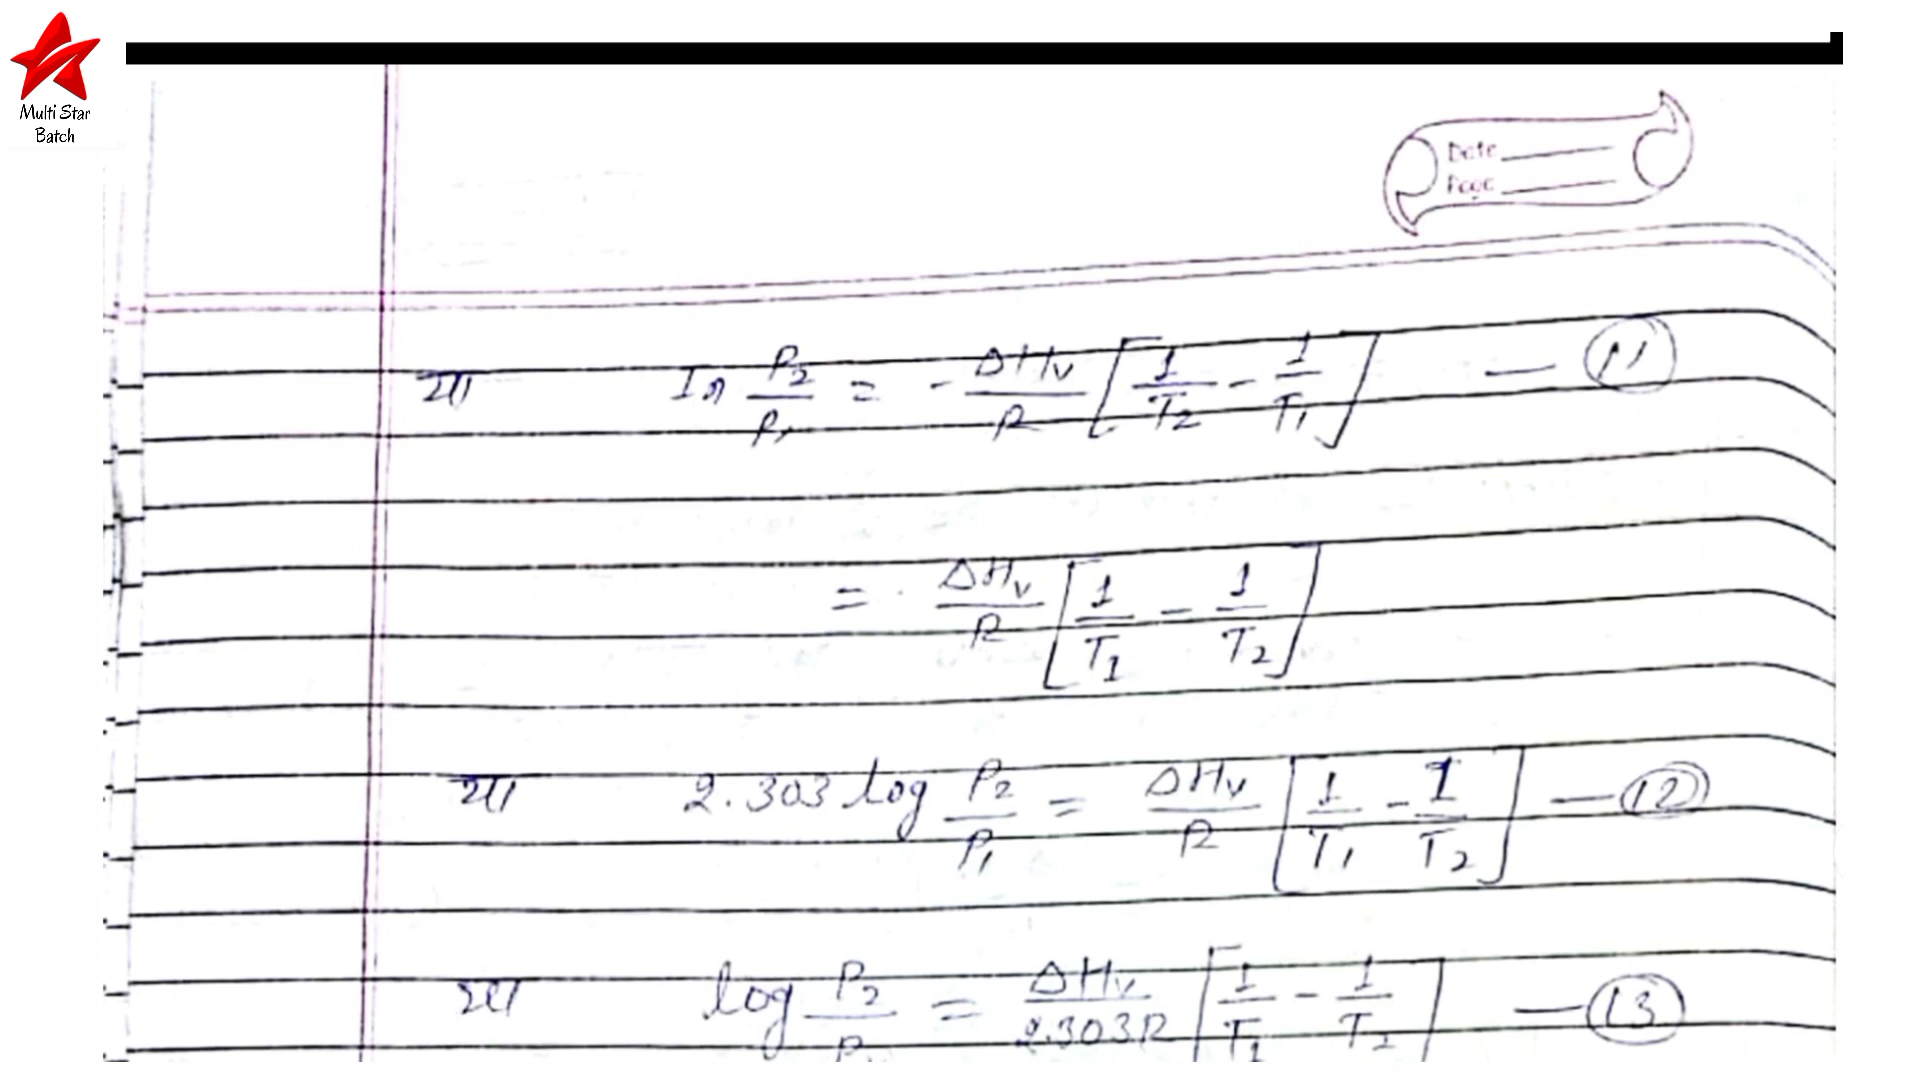 Multi Star
Batch
Date
Page
या ln P₂/P₁ = - ΔHv/R [1/T₂ - 1/T₁] — (11)
= ΔHv/R [1/T₁ - 1/T₂]
या 2.303 log P₂/P₁ = ΔHv/R [1/T₁ - 1/T₂] — (12)
या log P₂/P₁ = ΔHv/2.303R [1/T₁ - 1/T₂] — (13)